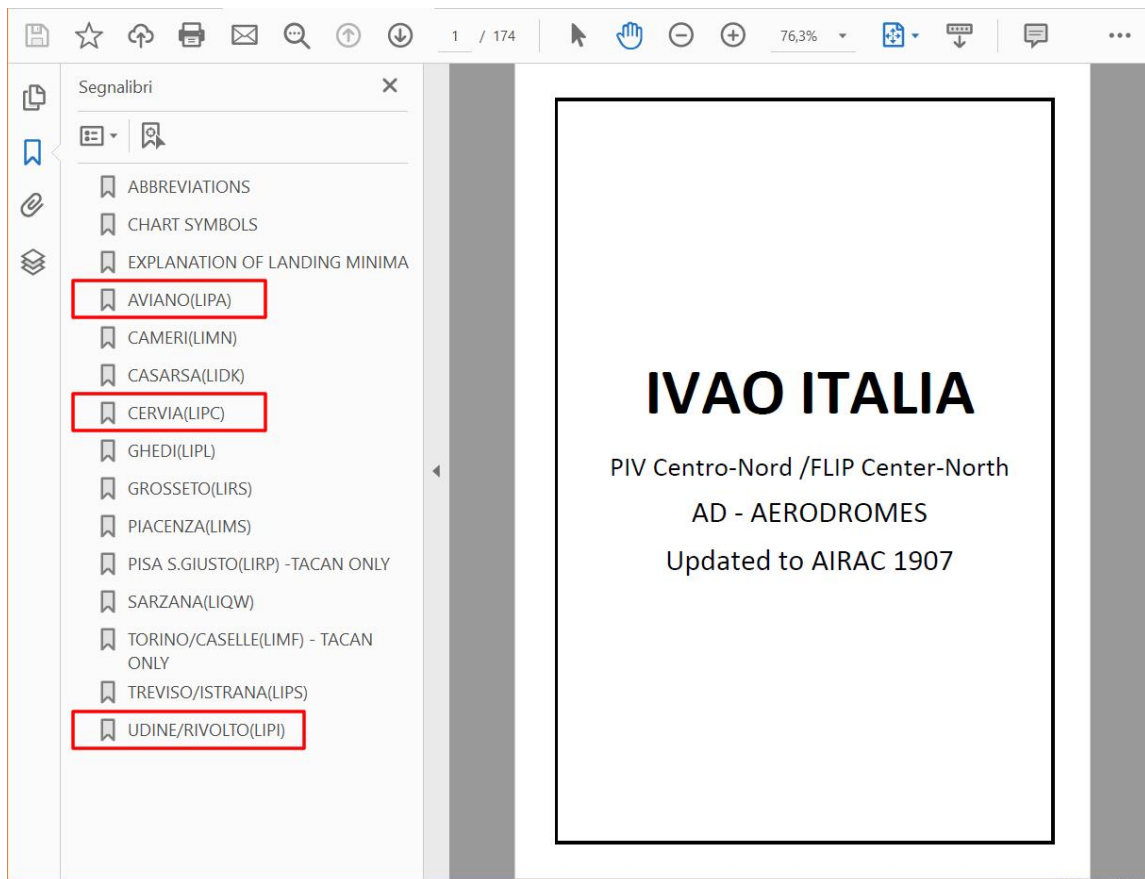 1 / 174
76,3%
Segnalibri
ABBREVIATIONS
CHART SYMBOLS
EXPLANATION OF LANDING MINIMA
AVIANO(LIPA)
CAMERI(LIMN)
CASARSA(LIDK)
CERVIA(LIPC)
GHEDI(LIPL)
GROSSETO(LIRS)
PIACENZA(LIMS)
PISA S.GIUSTO(LIRP) -TACAN ONLY
SARZANA(LIQW)
TORINO/CASELLE(LIMF) - TACAN
ONLY
TREVISO/ISTRANA(LIPS)
UDINE/RIVOLTO(LIPI)
IVAO ITALIA
PIV Centro-Nord /FLIP Center-North
AD - AERODROMES
Updated to AIRAC 1907